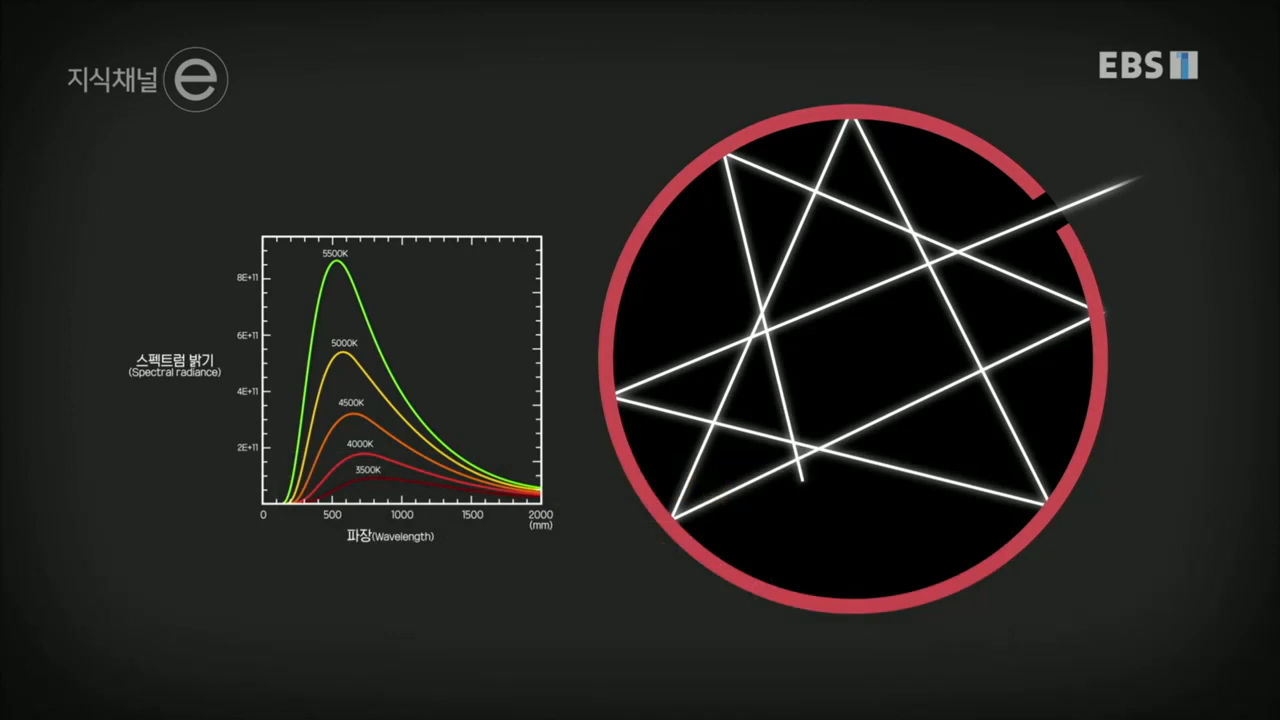 지식채널 e
EBS 1
5500K
8E+11
6E+11
5000K
스펙트럼 밝기
(Spectral radiance)
4E+11
4500K
2E+11
4000K
3500K
0 500 1000 1500 2000
(mm)
파장(Wavelength)